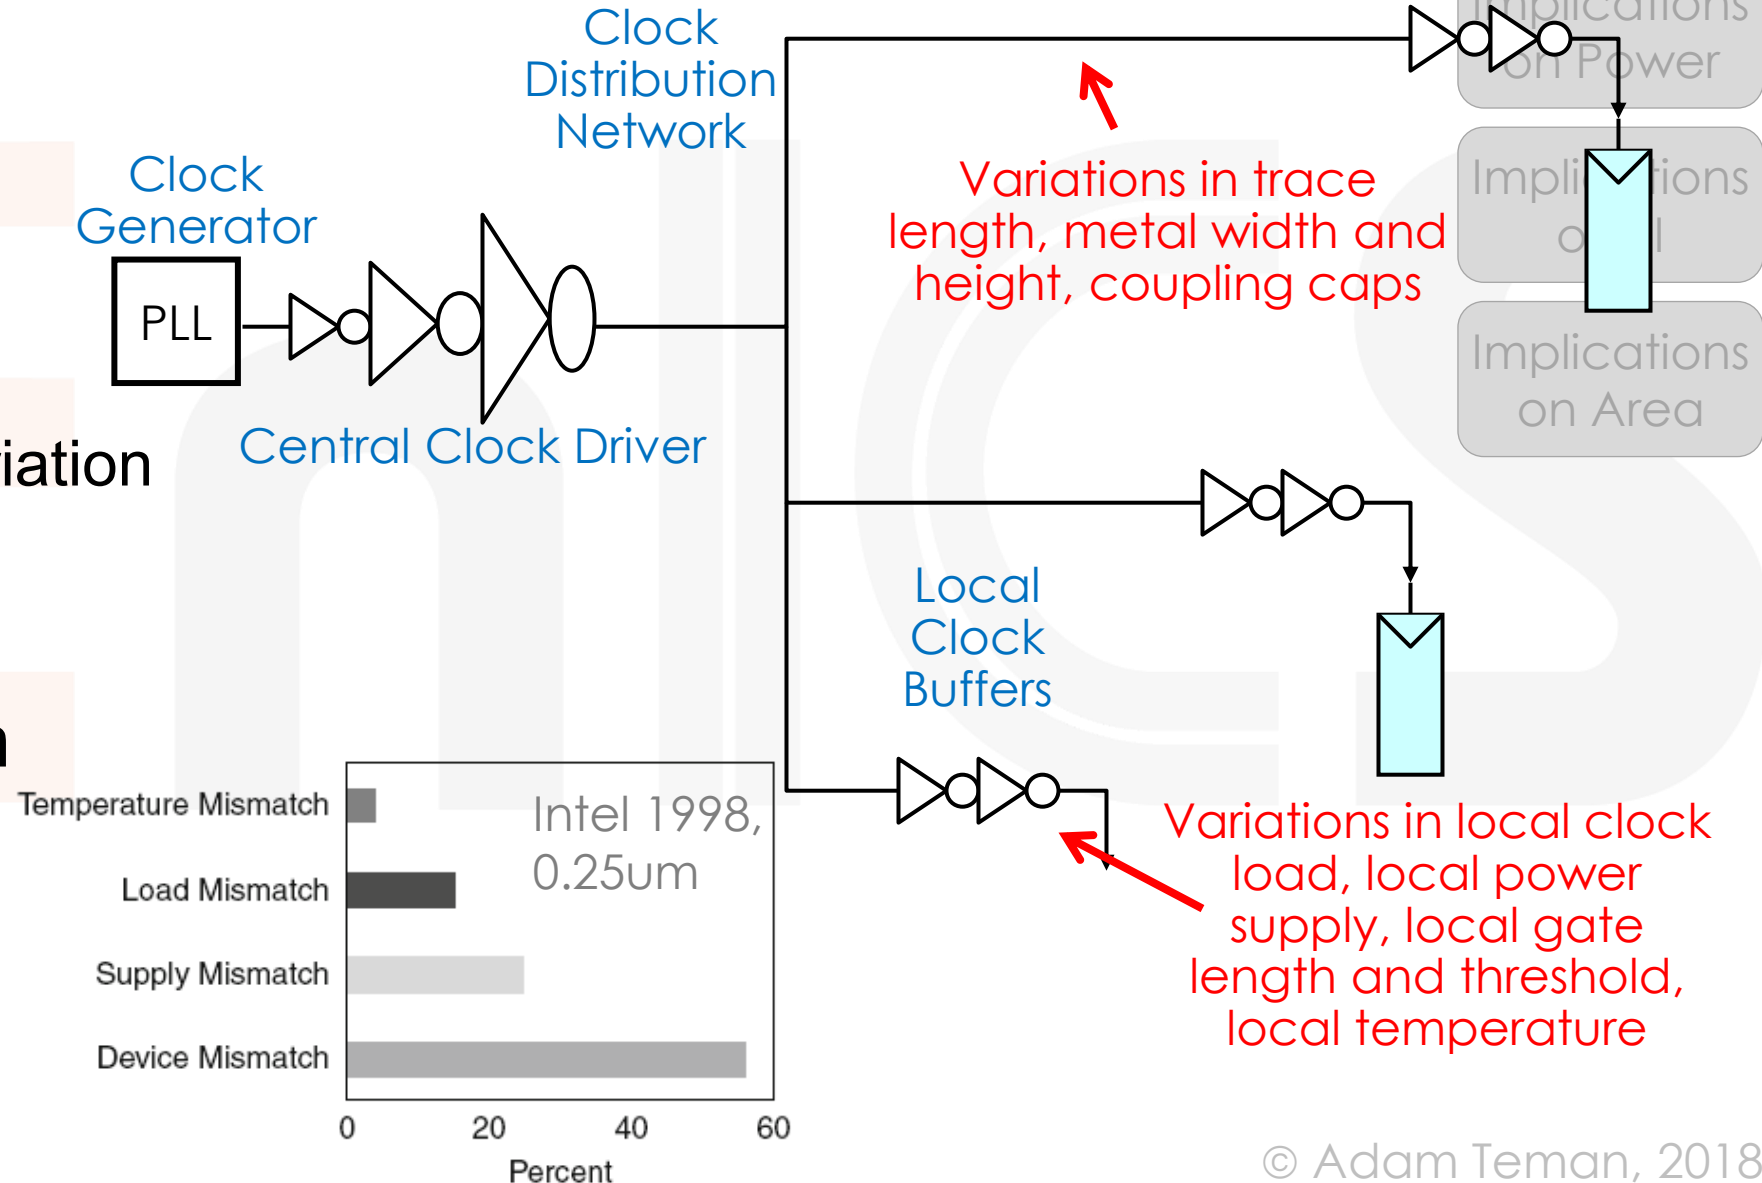 Clock
Distribution
Network
Implications
on Power
Clock
Generator
PLL
Central Clock Driver
Variations in trace
length, metal width and
height, coupling caps
Implications
Implications
on Area
iation
Local
Clock
Buffers
n
Temperature Mismatch
Load Mismatch
Supply Mismatch
Device Mismatch
Intel 1998,
0.25um
0 20 40 60
Percent
Variations in local clock
load, local power
supply, local gate
length and threshold,
local temperature
© Adam Teman, 2018